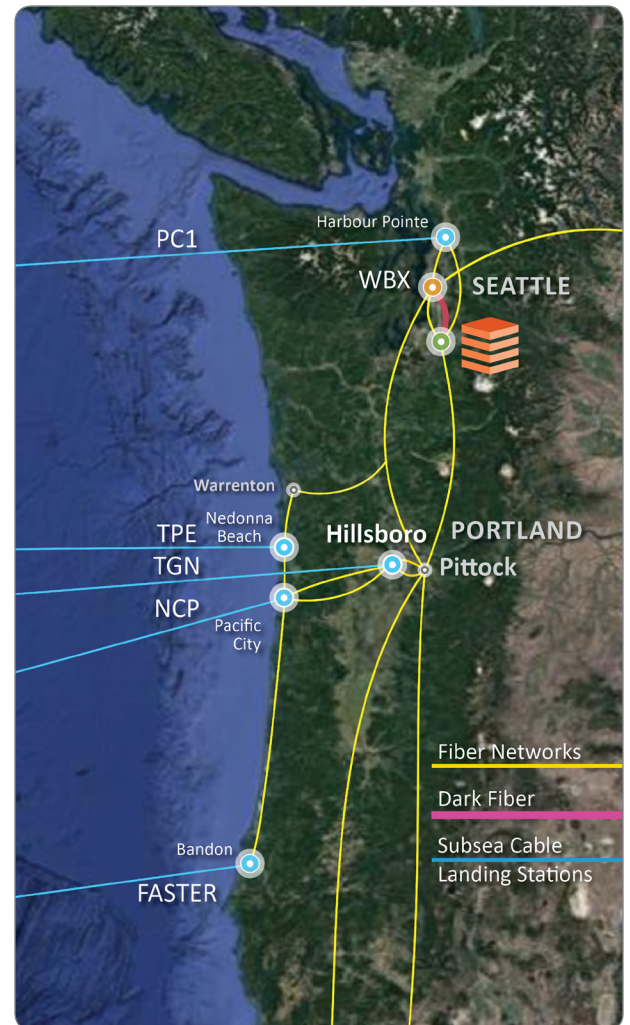 Harbour Pointe
PC1
WBX
SEATTLE
Warrenton
Nedonna
Beach
TPE
Hillsboro
PORTLAND
TGN
Pittock
NCP
Pacific
City
Fiber Networks
Dark Fiber
Subsea Cable
Landing Stations
Bandon
FASTER